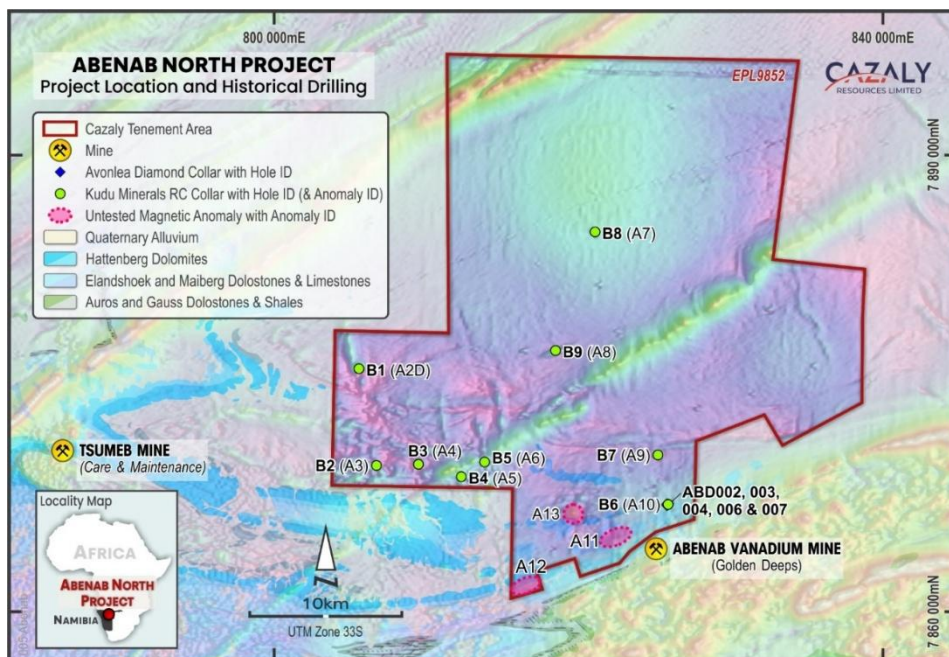 800 000mE
840 000mE
ABENAB NORTH PROJECT
Project Location and Historical Drilling
EPL9852
CAZALY
RESOURCES LIMITED
Cazaly Tenement Area
Mine
Avonlea Diamond Collar with Hole ID
Kudu Minerals RC Collar with Hole ID (& Anomaly ID)
Untested Magnetic Anomaly with Anomaly ID
Quaternary Alluvium
Hattenberg Dolomites
Elandshoek and Maiberg Dolostones & Limestones
Auros and Gauss Dolostones & Shales
7 890 000mN
B8 (A7)
B9 (A8)
B1 (A2D)
TSUMEB MINE
(Care & Maintenance)
B2 (A3)
B3 (A4)
B5 (A6)
B4 (A5)
B7 (A9)
B6 (A10)
ABD002, 003,
004, 006 & 007
A13
A11
A12
ABENAB VANADIUM MINE
(Golden Deeps)
Locality Map
AFRICA
ABENAB NORTH
PROJECT
NAMIBIA
N
10km
UTM Zone 33S
7 860 000mN